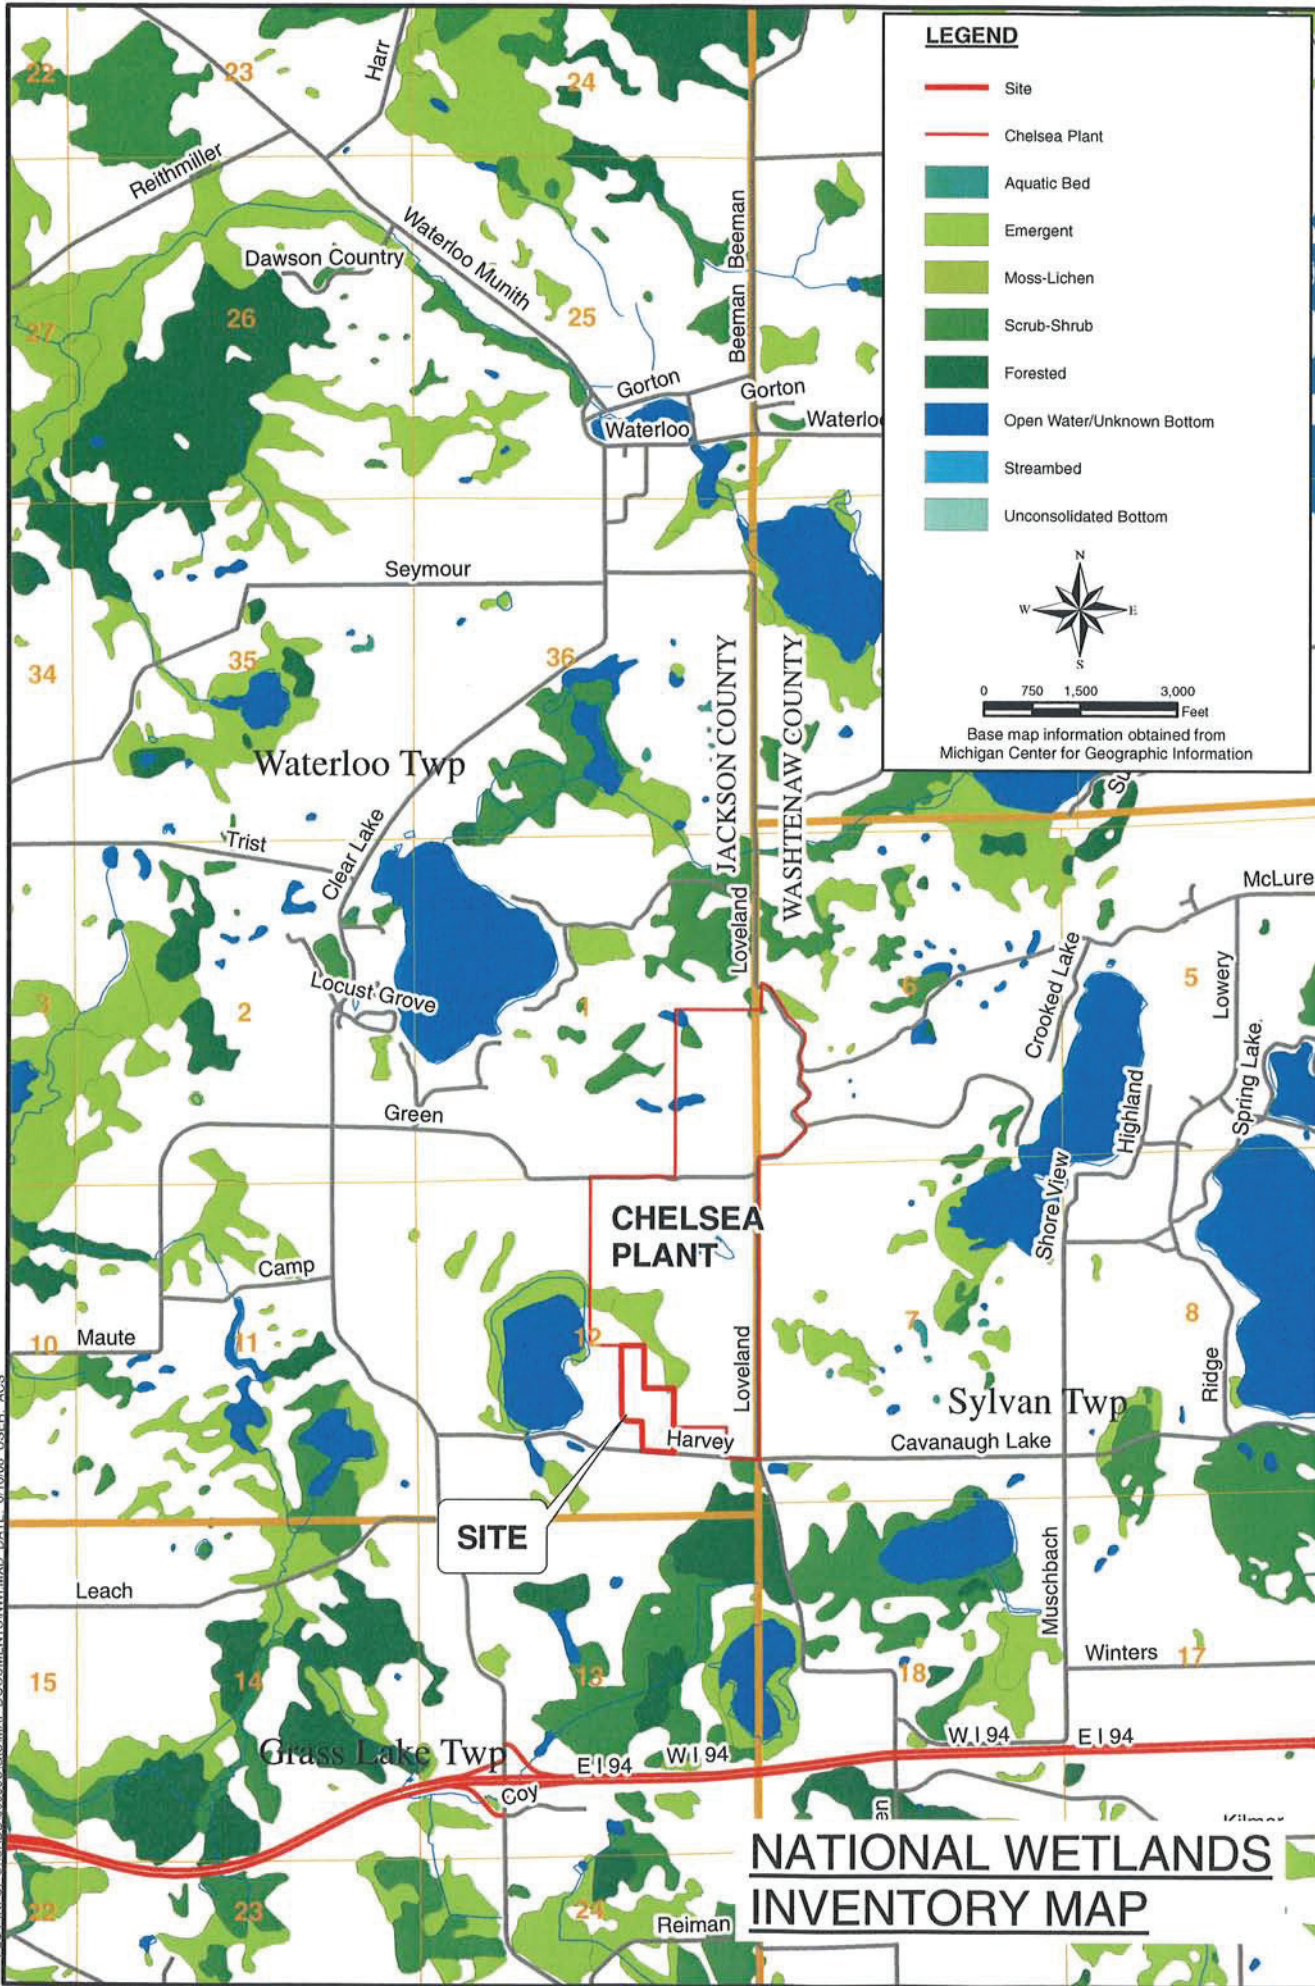 LEGEND
Site
Chelsea Plant
Aquatic Bed
Emergent
Moss-Lichen
Scrub-Shrub
Forested
Open Water/Unknown Bottom
Streambed
Unconsolidated Bottom
N
W
E
S
0 750 1,500 3,000
Feet
Base map information obtained from
Michigan Center for Geographic Information
22
23
24
Harr
Reithmiller
Waterloo Munith
Dawson Country
Beeman
Beeman
27
26
25
Gorton
Gorton
Waterloo
Waterloo
Seymour
34
35
36
JACKSON COUNTY
WASHTENAW COUNTY
Waterloo Twp
Trist
Clear Lake
Loveland
McLure
Locust Grove
3
2
1
6
5
Crooked Lake
Lowery
Spring Lake
Highland
Green
Shore View
CHELSEA
PLANT
Camp
10
Maute
11
12
7
8
Ridge
Loveland
Sylvan Twp
Harvey
Cavanaugh Lake
SITE
Leach
Muschbach
Winters
15
14
13
18
17
Grass Lake Twp
E I 94
W I 94
W I 94
E I 94
Coy
en
22
23
24
Reiman
NATIONAL WETLANDS
INVENTORY MAP